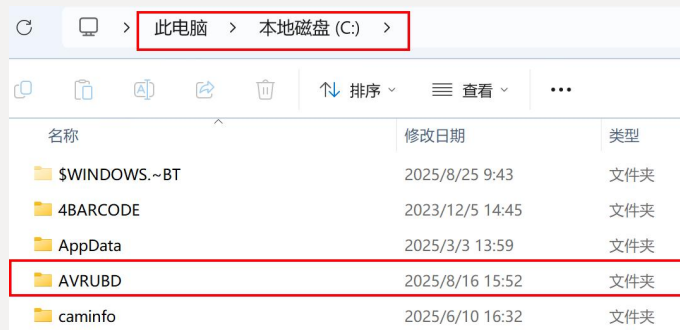 此电脑 > 本地磁盘 (C:) >
排序 查看 •••
名称 修改日期 类型
$WINDOWS.~BT 2025/8/25 9:43 文件夹
4BARCODE 2023/12/5 14:45 文件夹
AppData 2025/3/3 13:59 文件夹
AVRUBD 2025/8/16 15:52 文件夹
caminfo 2025/6/10 16:32 文件夹